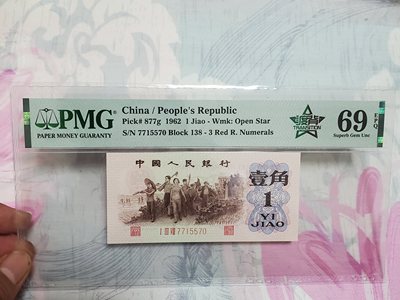 PMG
PAPER MONEY GUARANTY
China / People's Republic
Pick# 877g 1962 1 Jiao - Wmk: Open Star
S/N 7715570 Block 138 - 3 Red R. Numerals
TRANSITION
69 EPQ
Superb Gem Unc
中國人民銀行
壹角
1
YI
JIAO
I III VIII 7715570